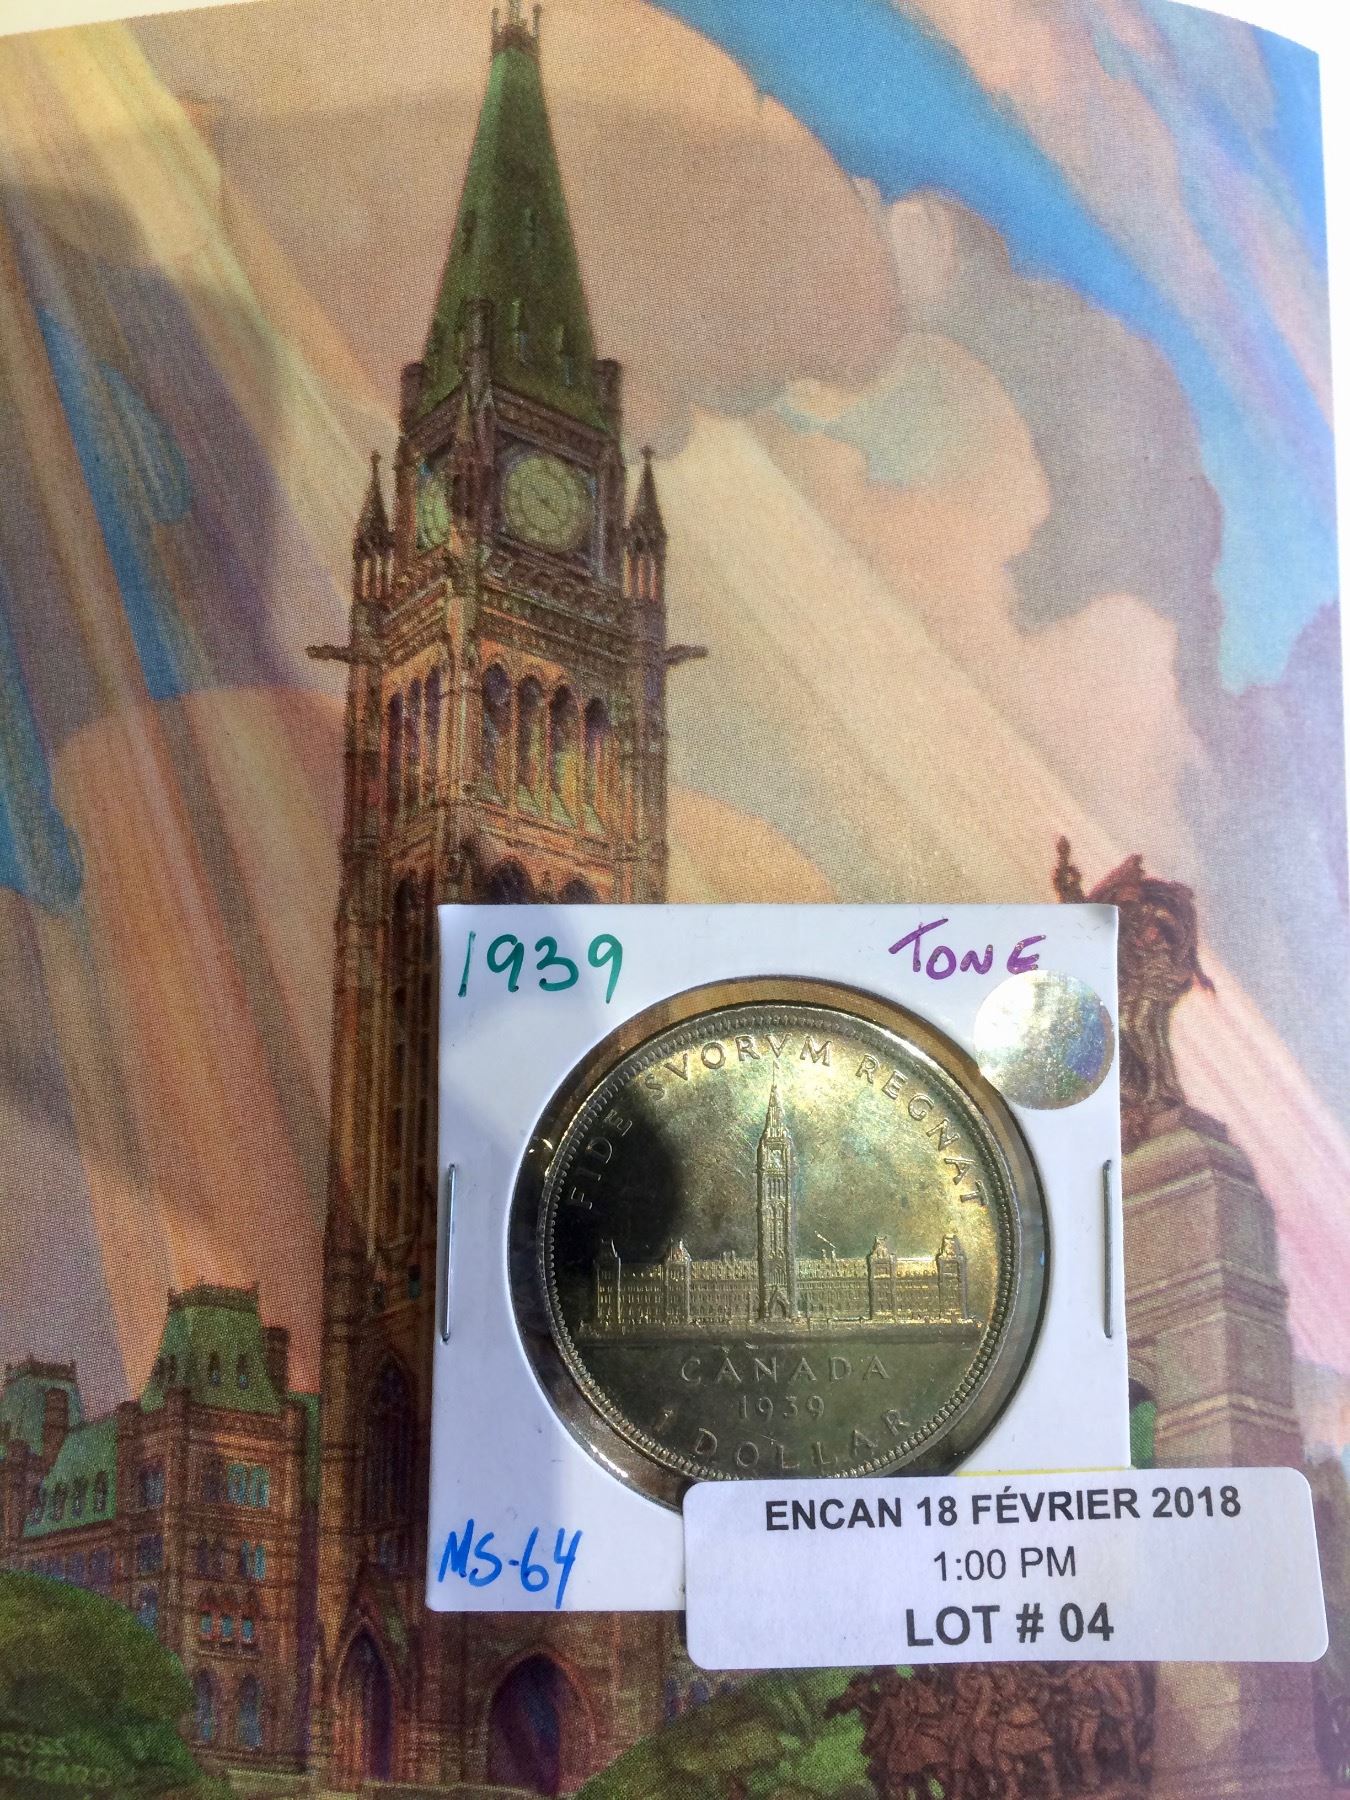 1939
TONE
FIDE SVORVM REGNAT
CANADA
1939
1 DOLLAR
MS-64
ENCAN 18 FÉVRIER 2018
1:00 PM
LOT # 04
ROSS